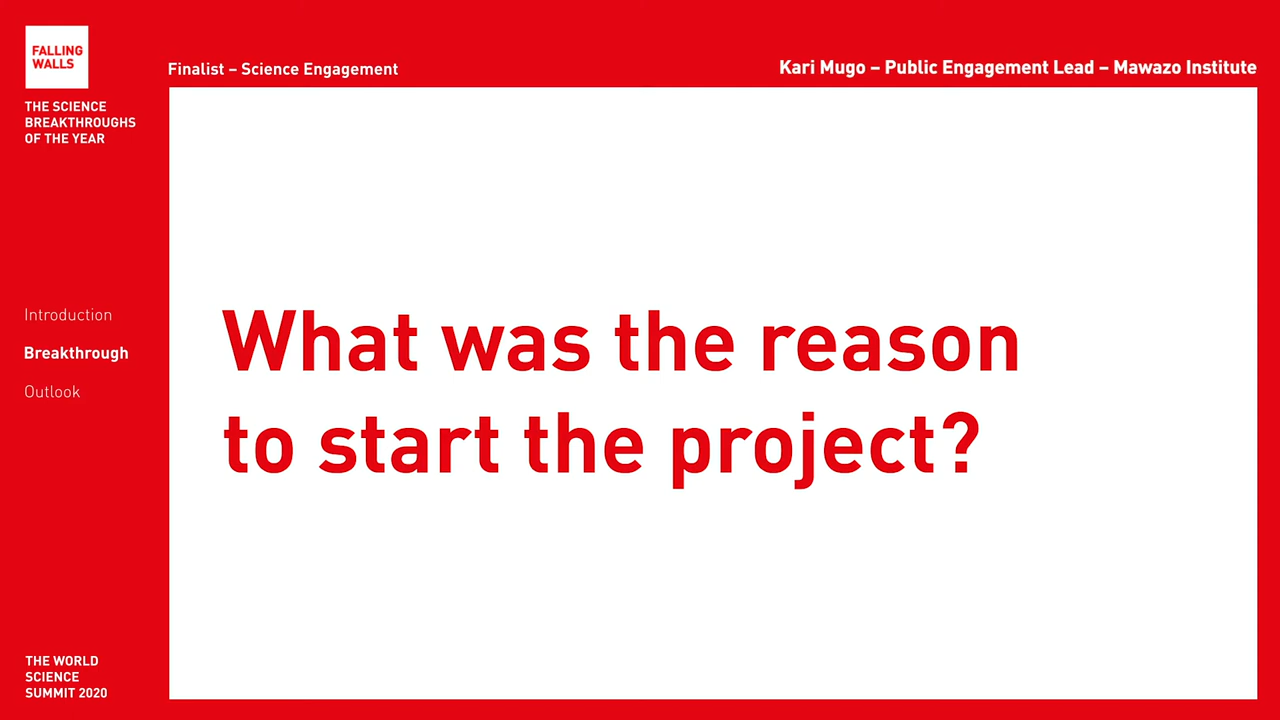 FALLING
WALLS
THE SCIENCE
BREAKTHROUGHS
OF THE YEAR
Finalist – Science Engagement
Kari Mugo – Public Engagement Lead – Mawazo Institute
Introduction
Breakthrough
Outlook
What was the reason
to start the project?
THE WORLD
SCIENCE
SUMMIT 2020